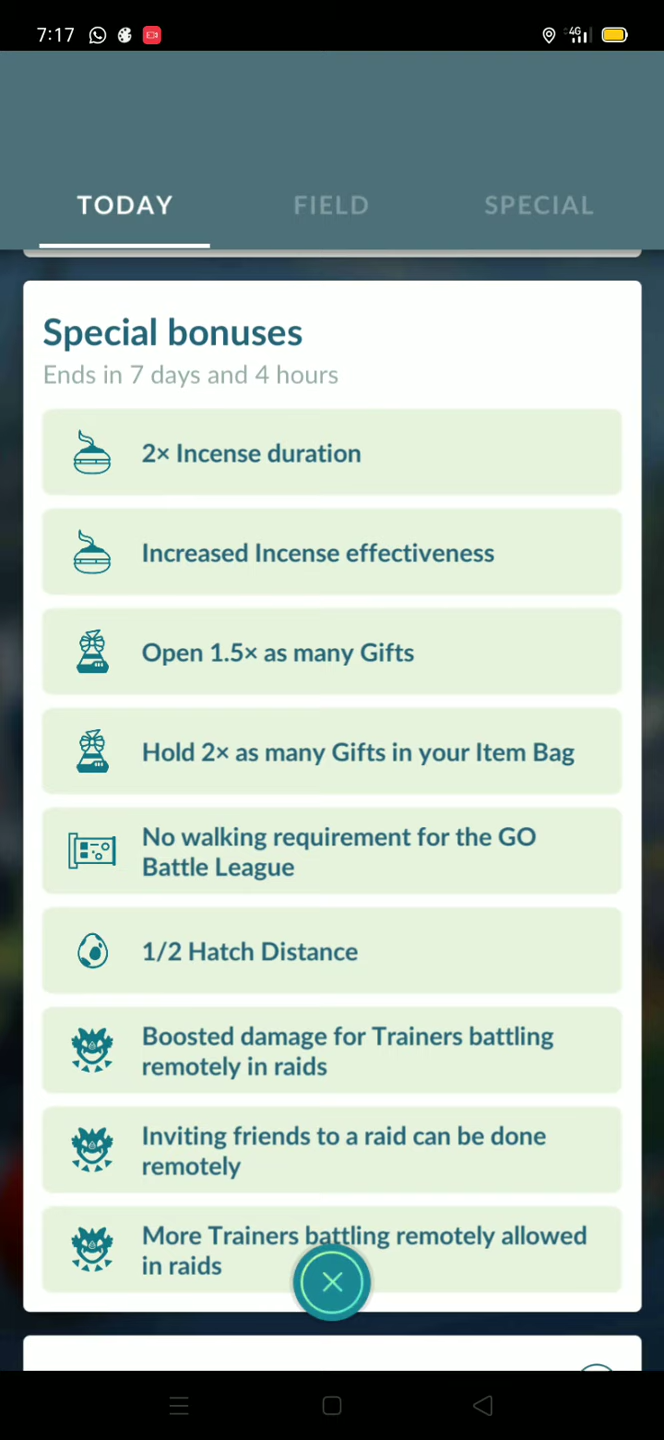 7:17
4G
TODAY FIELD SPECIAL
Special bonuses
Ends in 7 days and 4 hours
2× Incense duration
Increased Incense effectiveness
Open 1.5× as many Gifts
Hold 2× as many Gifts in your Item Bag
No walking requirement for the GO
Battle League
1/2 Hatch Distance
Boosted damage for Trainers battling
remotely in raids
Inviting friends to a raid can be done
remotely
More Trainers battling remotely allowed
in raids